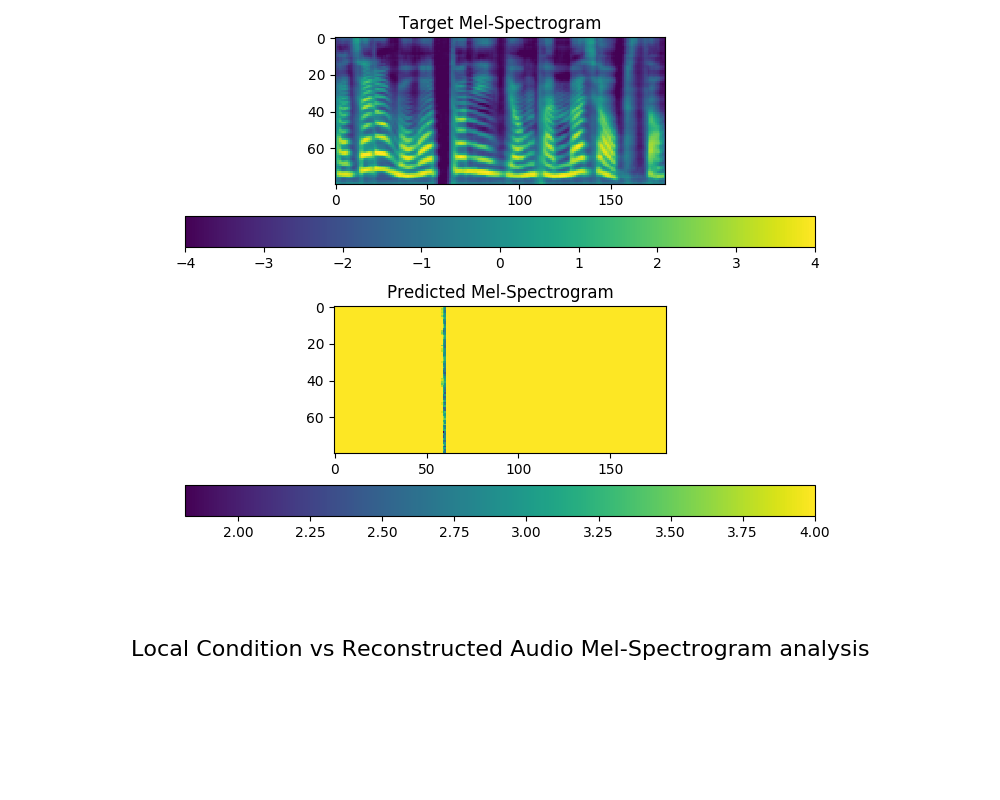 Target Mel-Spectrogram
0
20
40
60
0 50 100 150
−4 −3 −2 −1 0 1 2 3 4
Predicted Mel-Spectrogram
0
20
40
60
0 50 100 150
2.00 2.25 2.50 2.75 3.00 3.25 3.50 3.75 4.00
Local Condition vs Reconstructed Audio Mel-Spectrogram analysis